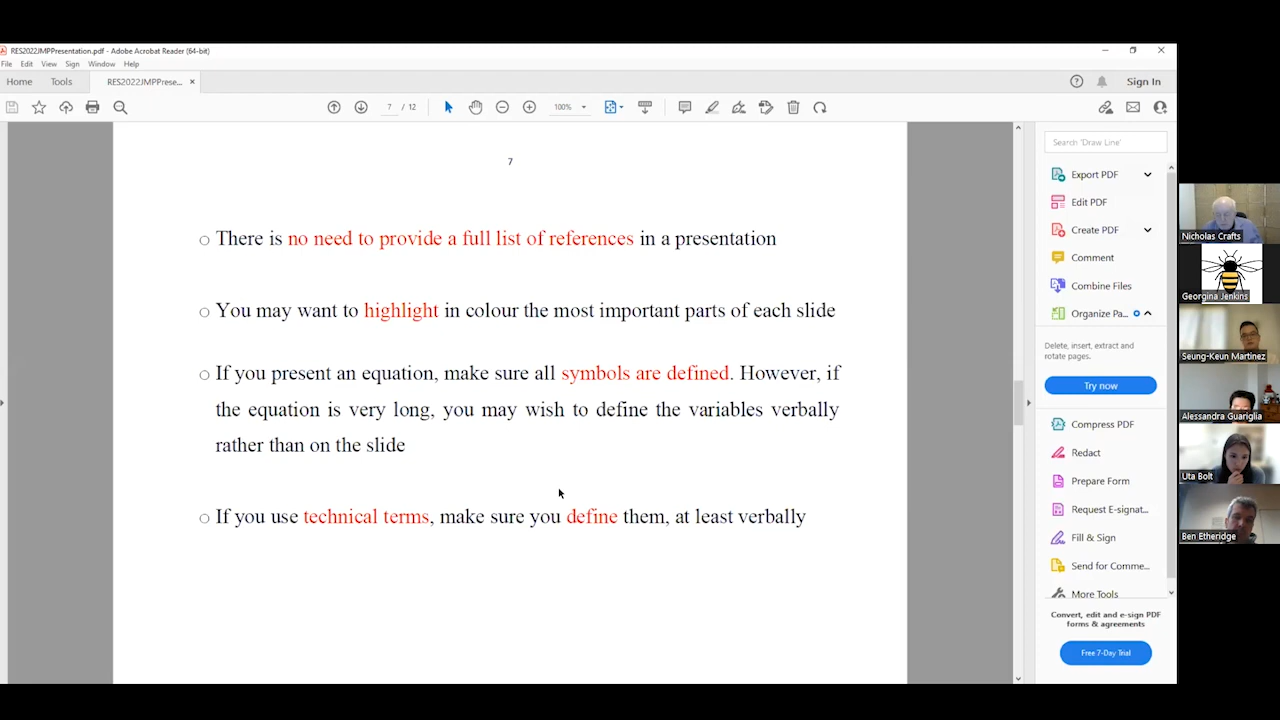 RES2022JMPPresentation.pdf - Adobe Acrobat Reader (64-bit)
File Edit View Sign Window Help
Home Tools RES2022JMPPrese... ×
Sign In
7 / 12 100%
7
There is no need to provide a full list of references in a presentation
You may want to highlight in colour the most important parts of each slide
If you present an equation, make sure all symbols are defined. However, if
the equation is very long, you may wish to define the variables verbally
rather than on the slide
If you use technical terms, make sure you define them, at least verbally
Search 'Draw Line'
Export PDF
Edit PDF
Create PDF
Comment
Combine Files
Organize Pa...
Delete, insert, extract and
rotate pages.
Try now
Compress PDF
Redact
Prepare Form
Request E-signat...
Fill & Sign
Send for Comme...
More Tools
Convert, edit and e-sign PDF
forms & agreements
Free 7-Day Trial
Nicholas Crafts
Georgina Jenkins
Seung-Keun Martinez
Alessandra Guariglia
Uta Bolt
Ben Etheridge